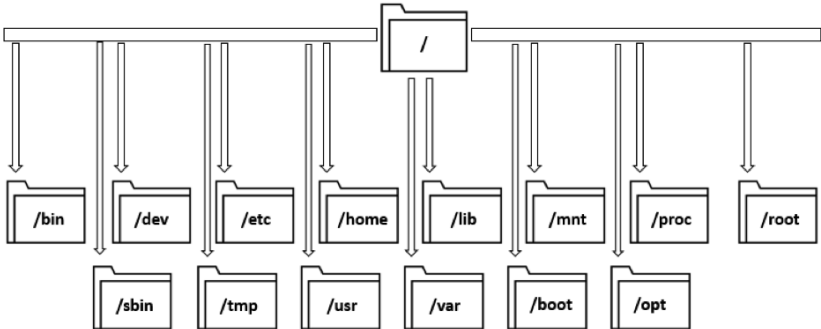 /
/bin
/dev
/etc
/home
/lib
/mnt
/proc
/root
/sbin
/tmp
/usr
/var
/boot
/opt